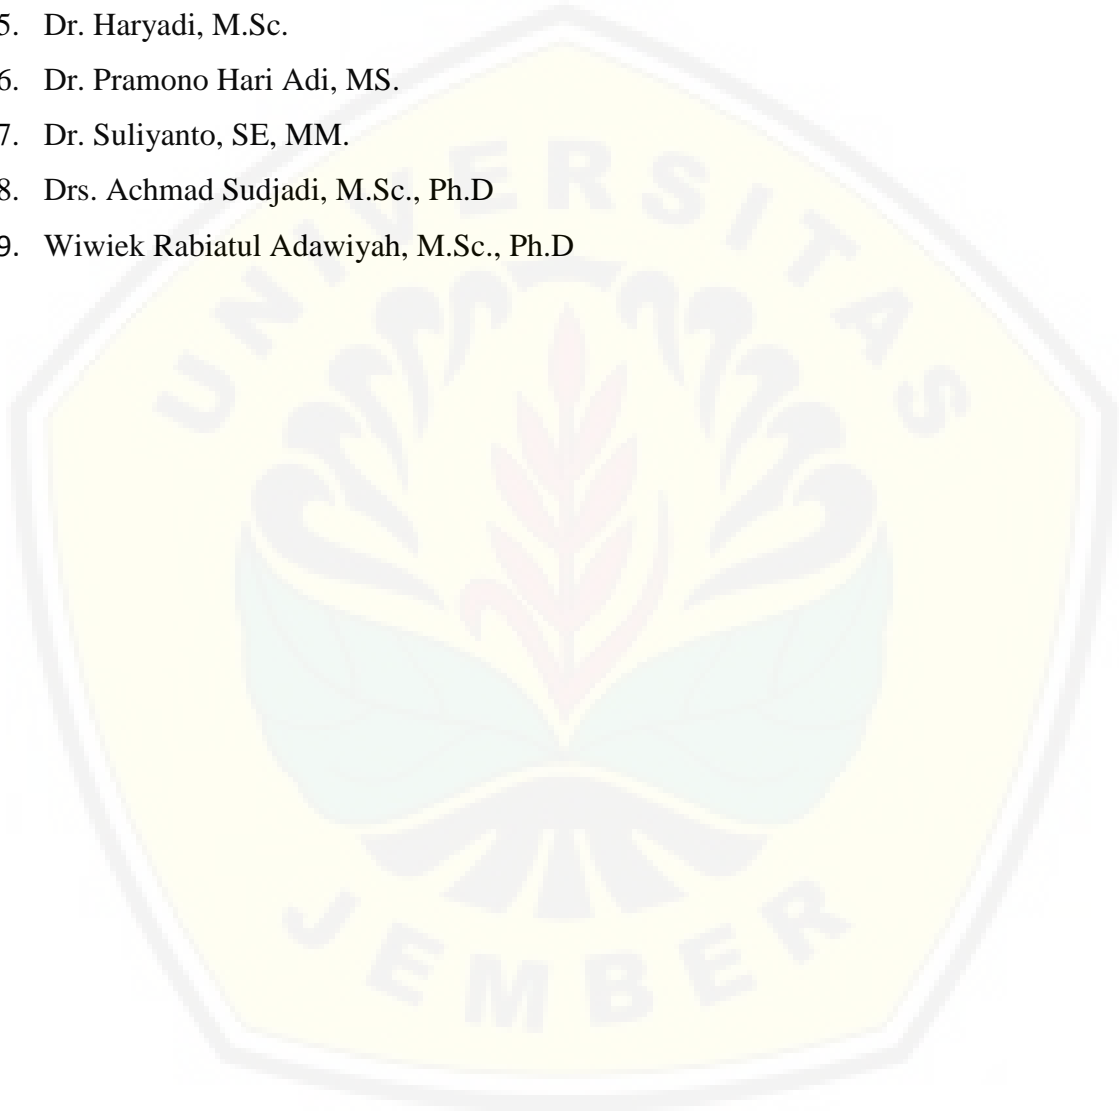 5. Dr. Haryadi, M.Sc.
6. Dr. Pramono Hari Adi, MS.
7. Dr. Suliyanto, SE, MM.
8. Drs. Achmad Sudjadi, M.Sc., Ph.D
9. Wiwiek Rabiatul Adawiyah, M.Sc., Ph.D
UNIVERSITAS
JEMBER